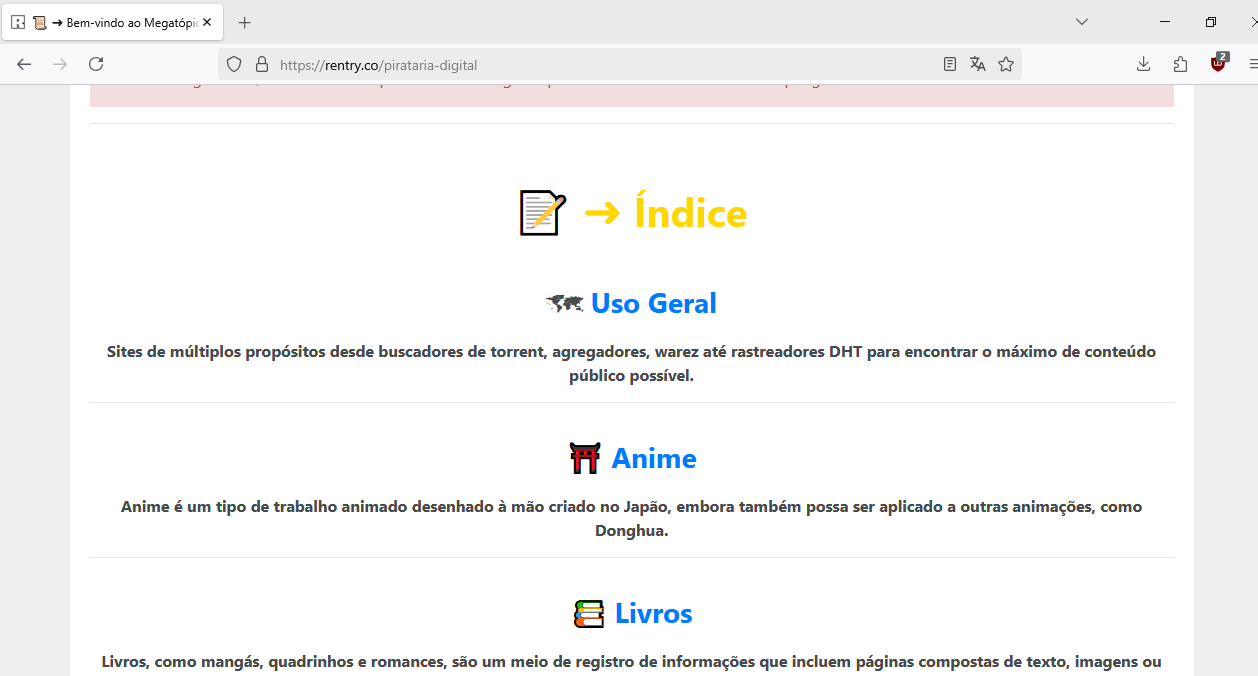 → Bem-vindo ao Megatópic
https://rentry.co/pirataria-digital
2
→ Índice
Uso Geral
Sites de múltiplos propósitos desde buscadores de torrent, agregadores, warez até rastreadores DHT para encontrar o máximo de conteúdo
público possível.
Anime
Anime é um tipo de trabalho animado desenhado à mão criado no Japão, embora também possa ser aplicado a outras animações, como
Donghua.
Livros
Livros, como mangás, quadrinhos e romances, são um meio de registro de informações que incluem páginas compostas de texto, imagens ou